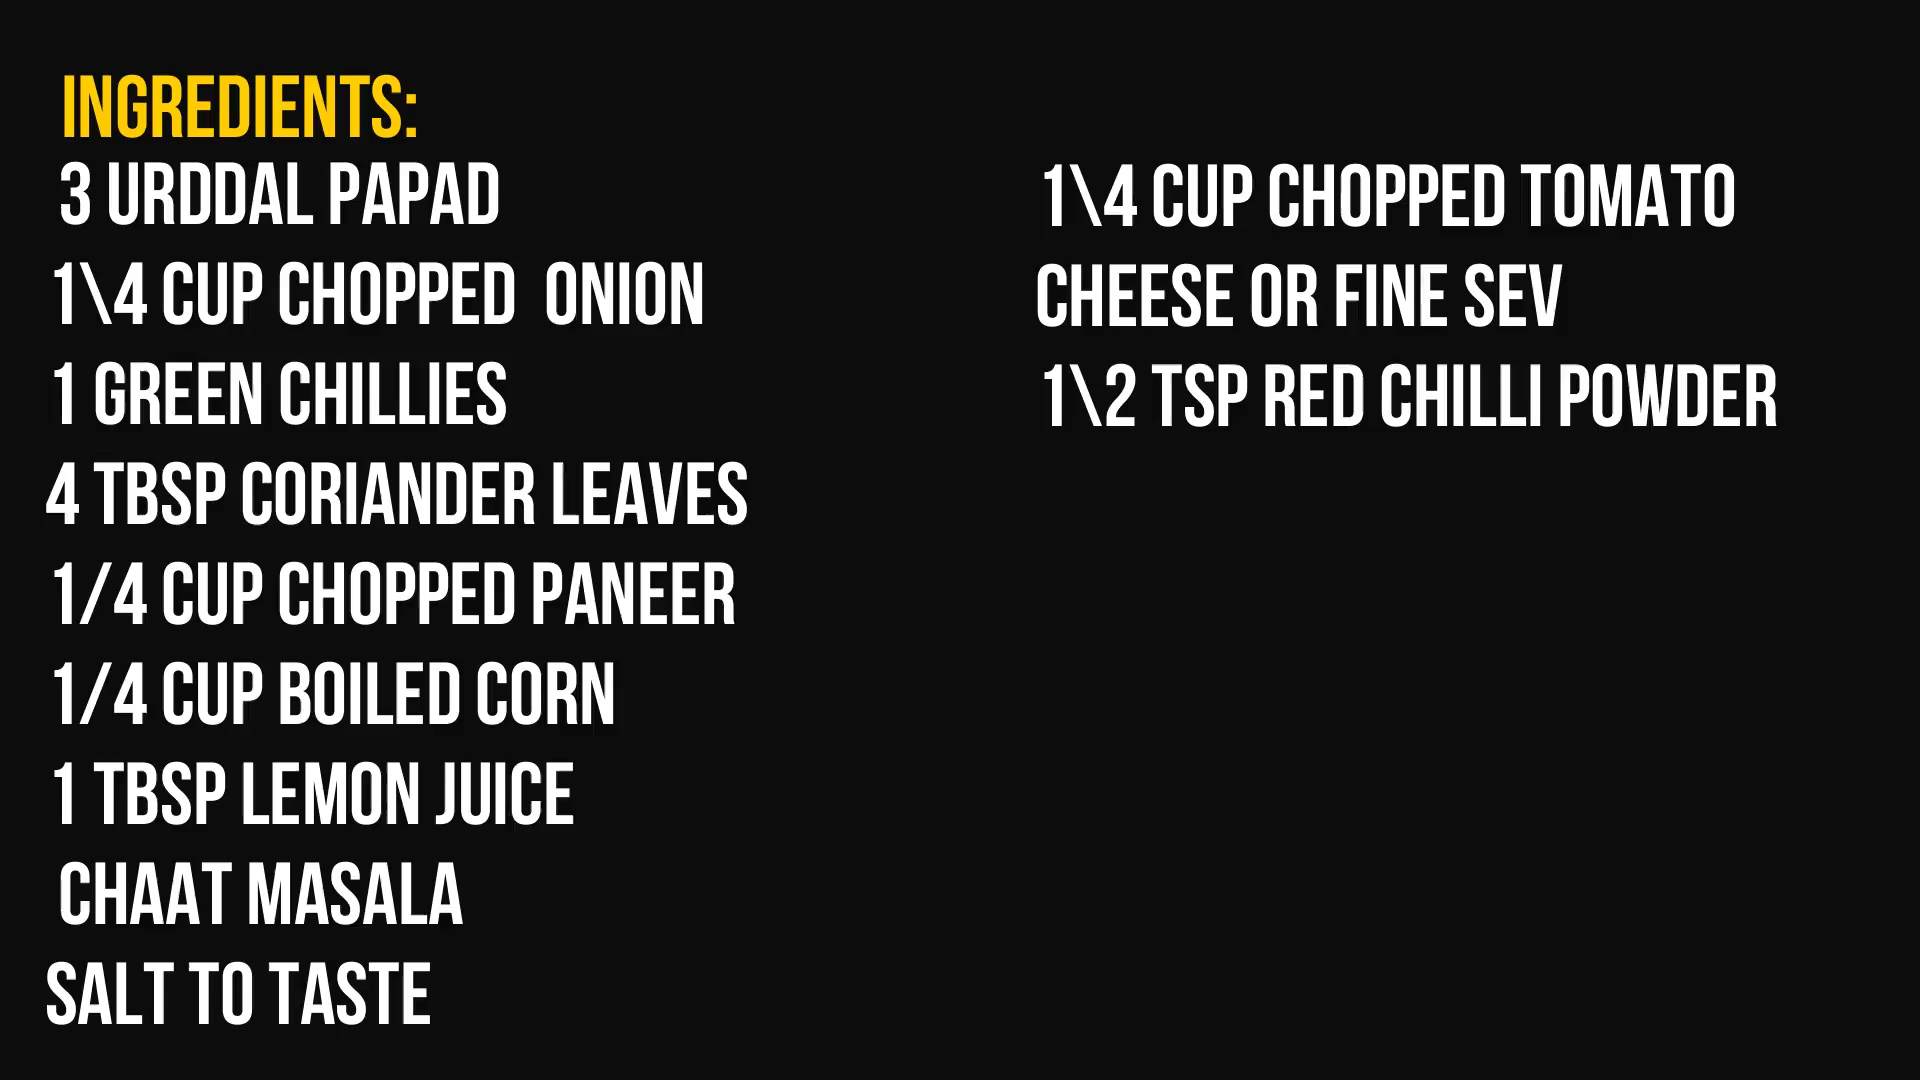 INGREDIENTS:
3 URDDAL PAPAD
1\4 CUP CHOPPED  ONION
1 GREEN CHILLIES
4 TBSP CORIANDER LEAVES
1/4 CUP CHOPPED PANEER
1/4 CUP BOILED CORN
1 TBSP LEMON JUICE
CHAAT MASALA
SALT TO TASTE
1\4 CUP CHOPPED TOMATO
CHEESE OR FINE SEV
1\2 TSP RED CHILLI POWDER